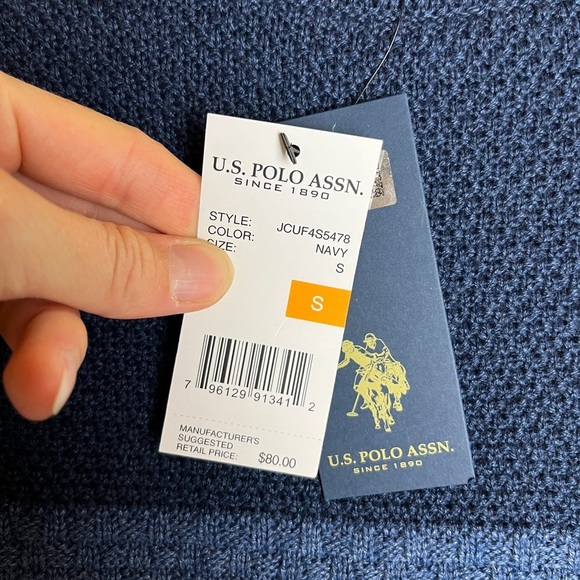 U.S. POLO ASSN.
SINCE 1890
STYLE: JCUF4S5478
COLOR: NAVY
SIZE: S
S
7 96129 91341 2
MANUFACTURER'S
SUGGESTED
RETAIL PRICE: $80.00
U.S. POLO ASSN.
SINCE 1890